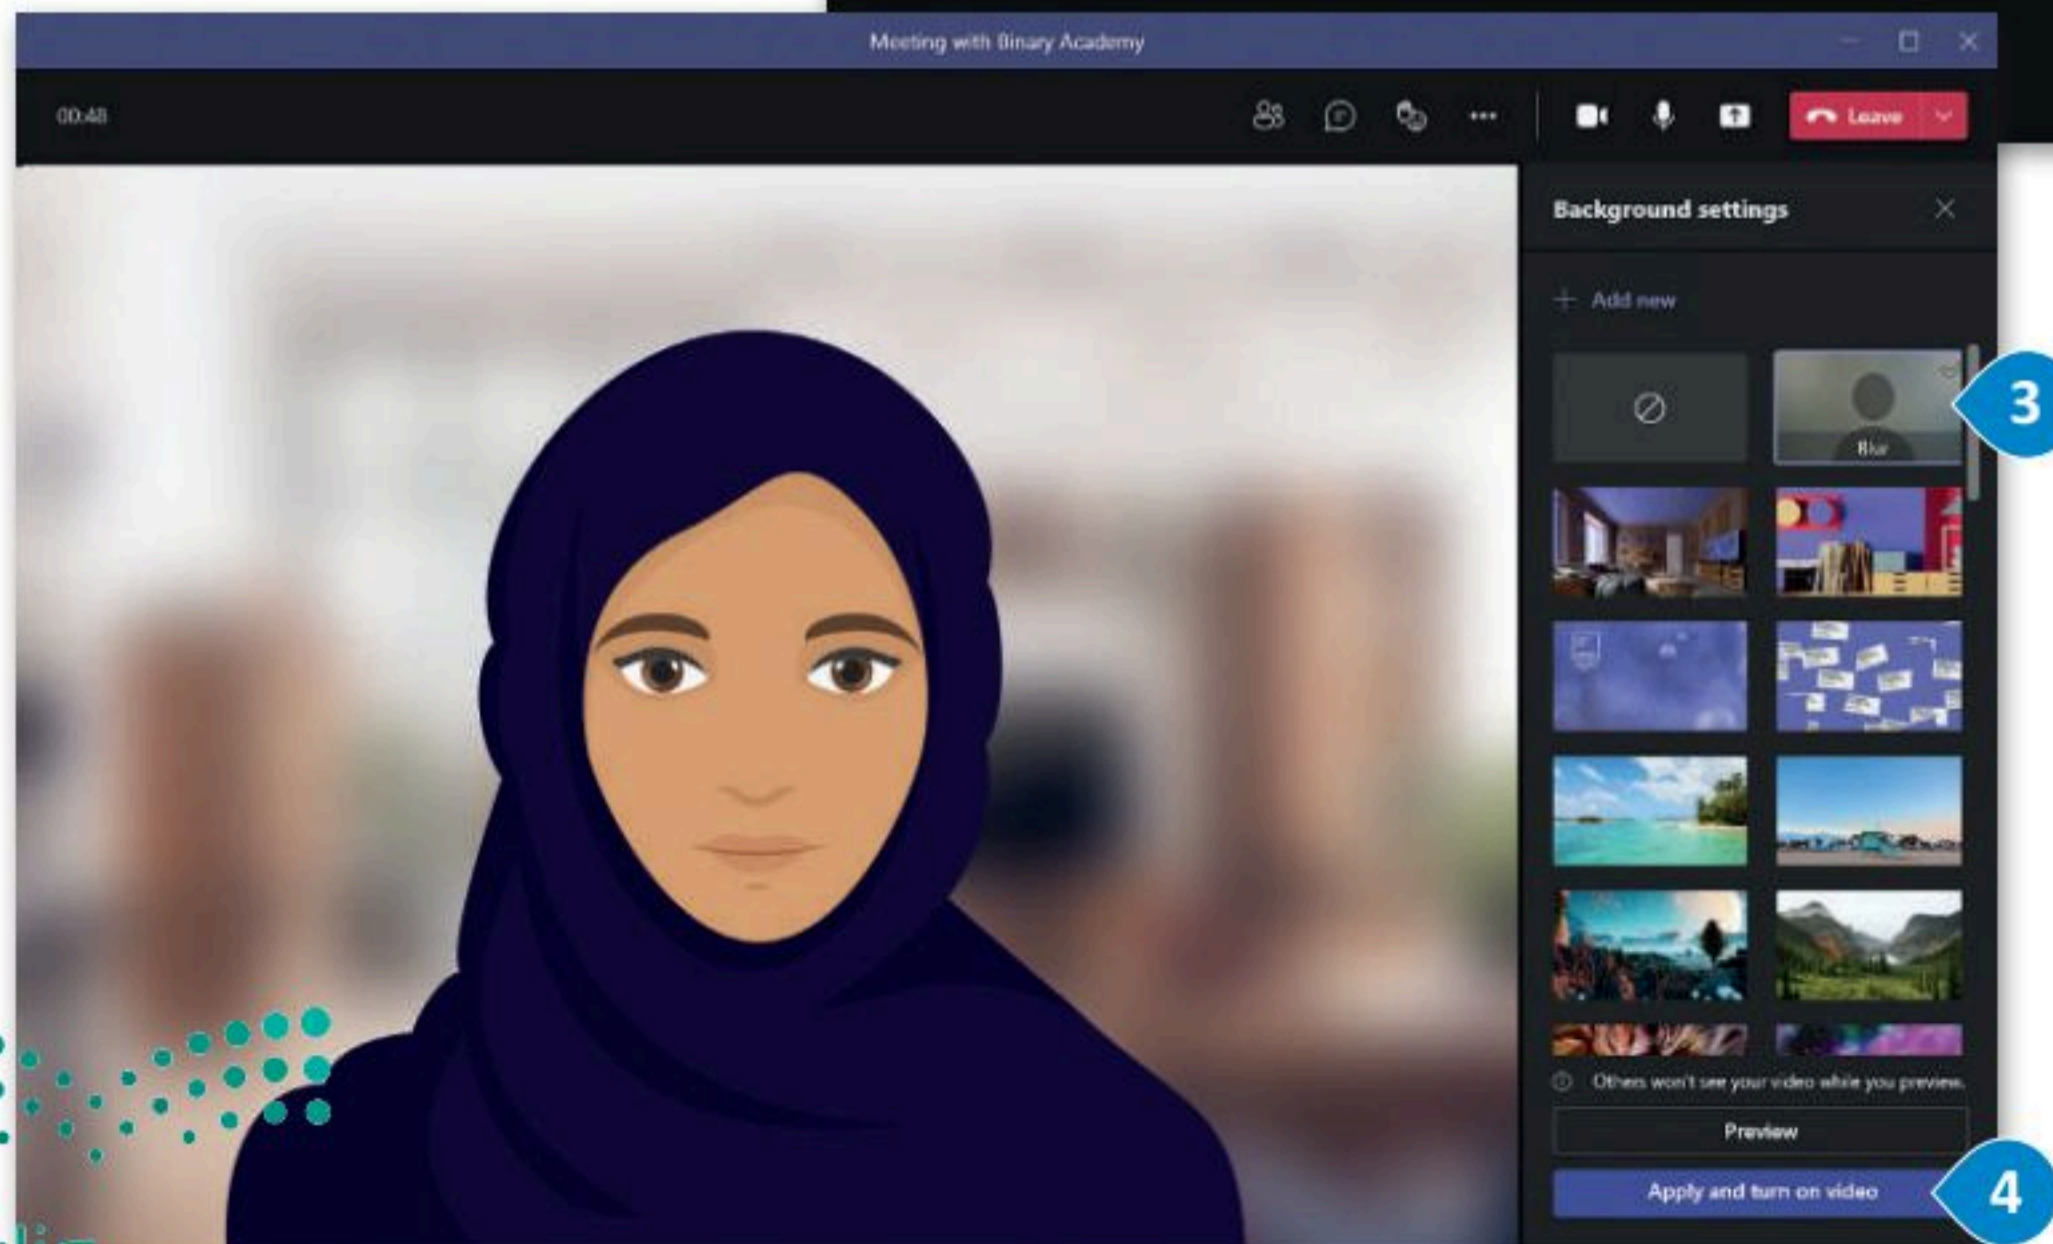 Meeting with Binary Academy
00:48
Leave
Background settings
Add new
Blur
3
Others won't see your video while you preview.
Preview
Apply and turn on video
4